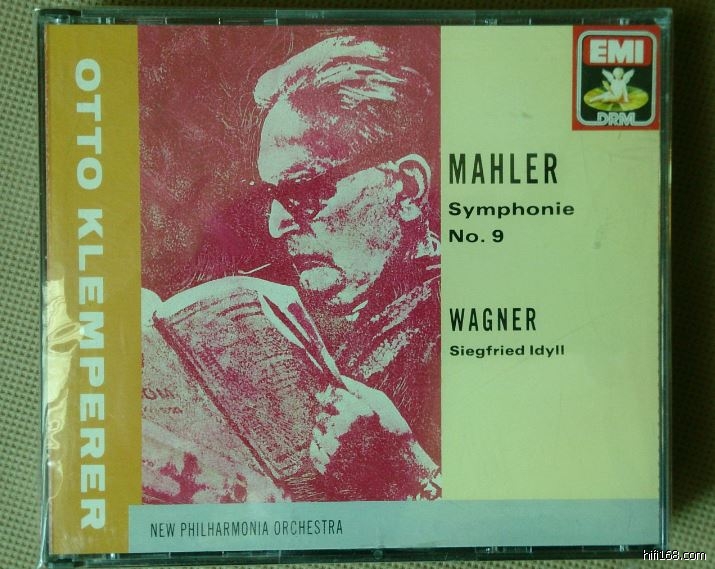 OTTO KLEMPERER
EMI
DRM
MAHLER
Symphonie
No. 9
WAGNER
Siegfried Idyll
NEW PHILHARMONIA ORCHESTRA
hifi168.com